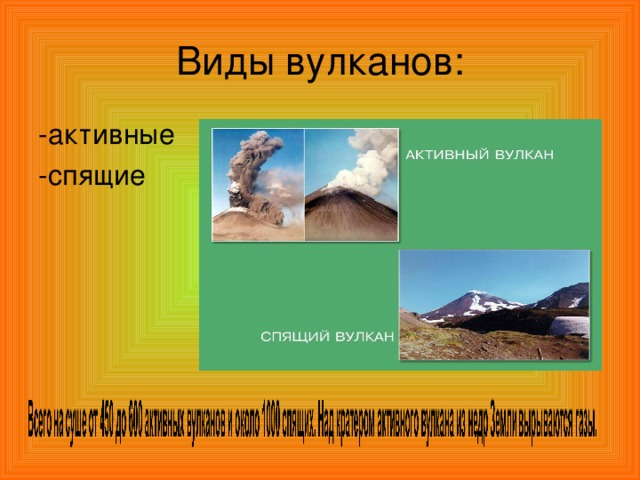 Виды вулканов:
-активные
-спящие
АКТИВНЫЙ ВУЛКАН
СПЯЩИЙ ВУЛКАН
Всего на суше от 450 до 600 активных вулканов и около 1000 спящих. Над кратером активного вулкана из недр Земли вырываются газы.